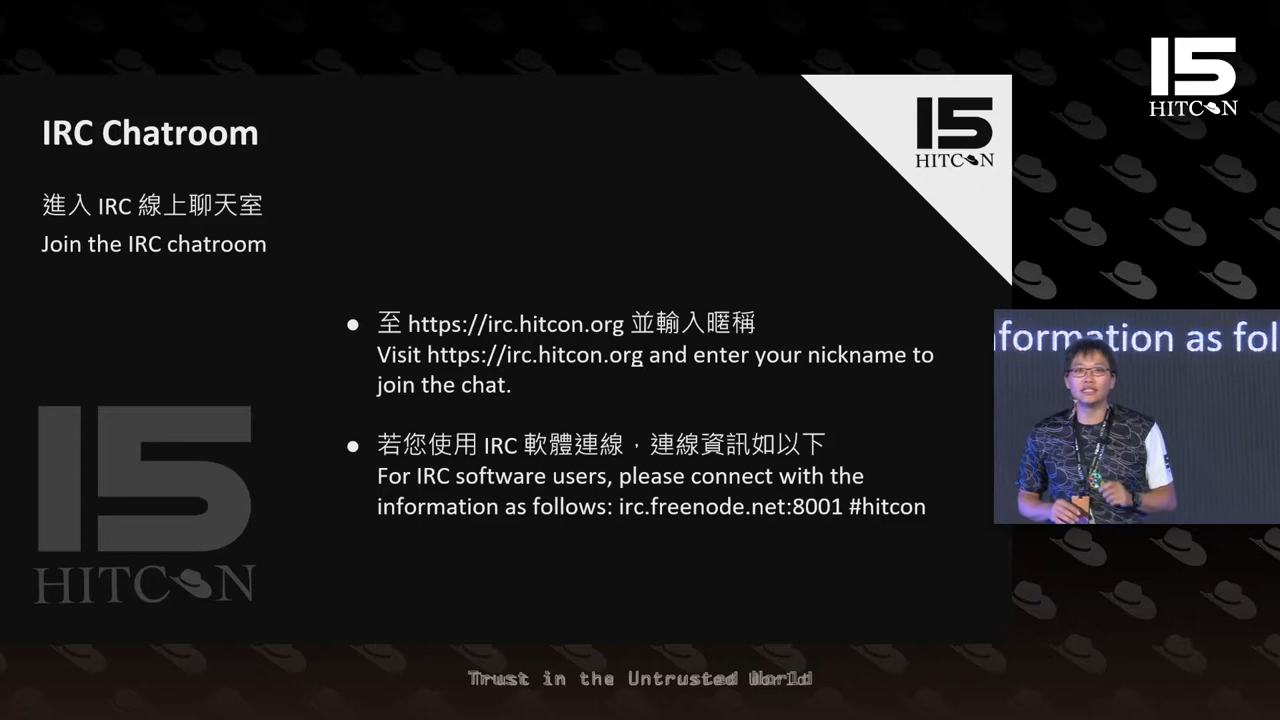 IRC Chatroom
15
HITCON
15
HITCON
進入 IRC 線上聊天室
Join the IRC chatroom
至 https://irc.hitcon.org 並輸入暱稱
Visit https://irc.hitcon.org and enter your nickname to
join the chat.
nformation as fol
若您使用 IRC 軟體連線，連線資訊如以下
For IRC software users, please connect with the
information as follows: irc.freenode.net:8001 #hitcon
15
HITCON
Trust in the Untrusted World